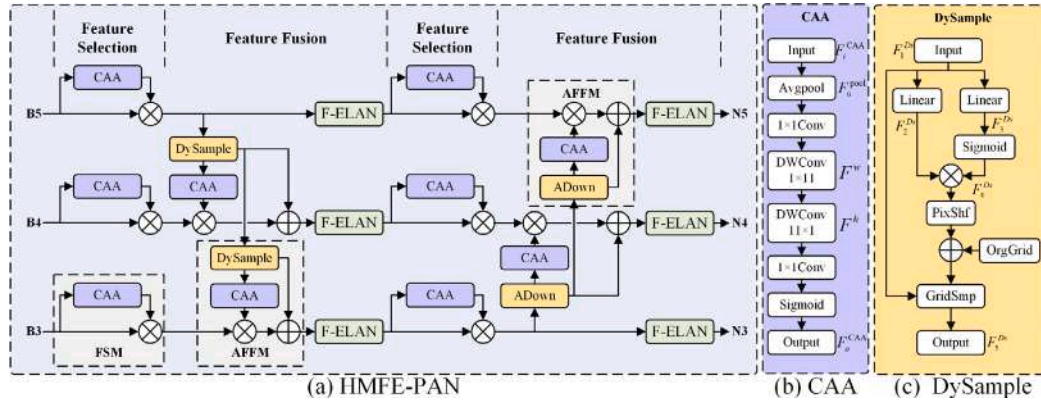 Feature Selection
Feature Fusion
Feature Selection
Feature Fusion
CAA
CAA
AFFM
B5
F-ELAN
F-ELAN
N5
DySample
CAA
CAA
CAA
CAA
ADown
B4
F-ELAN
F-ELAN
N4
DySample
CAA
CAA
CAA
CAA
ADown
B3
F-ELAN
F-ELAN
N3
FSM
AFFM
(a) HMFE-PAN
CAA
Input
Avgpool
1×1Conv
DWConv
1×11
F^w
DWConv
11×1
F^h
1×1Conv
Sigmoid
Output
(b) CAA
DySample
Input
Linear
Linear
Sigmoid
PixShf
OrgGrid
GridSmp
Output
(c) DySample